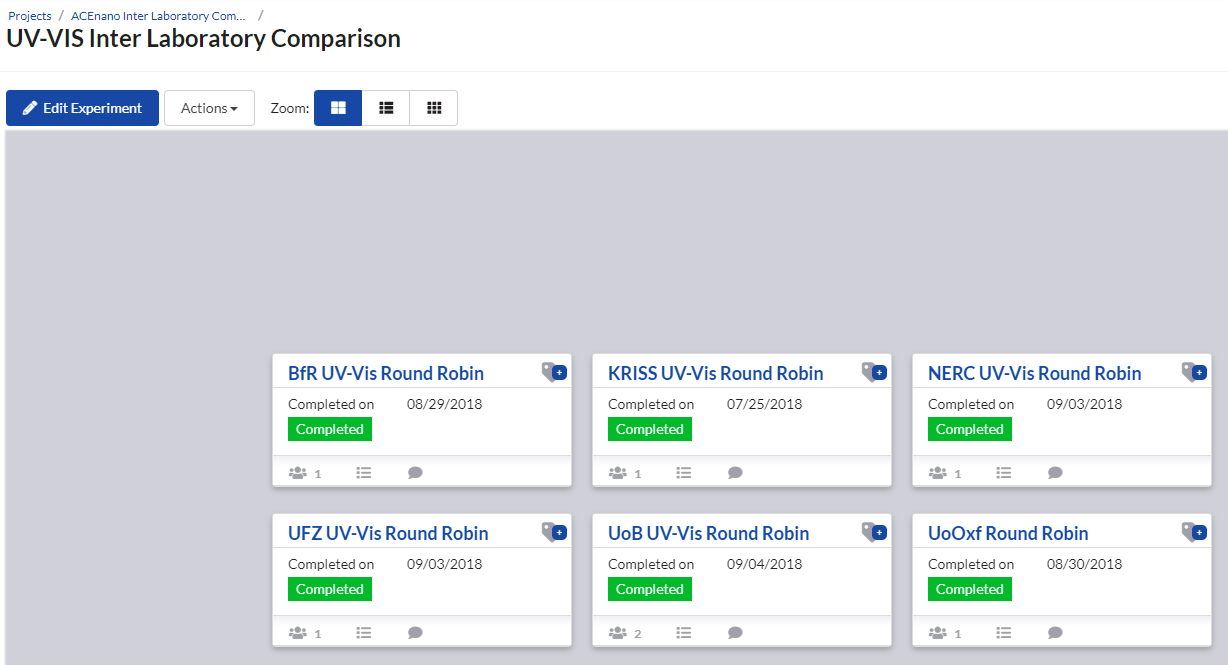 Projects / ACEnano Inter Laboratory Com... /
UV-VIS Inter Laboratory Comparison
Edit Experiment Actions Zoom:
BfR UV-Vis Round Robin +
Completed on 08/29/2018
Completed
1
KRISS UV-Vis Round Robin +
Completed on 07/25/2018
Completed
1
NERC UV-Vis Round Robin +
Completed on 09/03/2018
Completed
1
UFZ UV-Vis Round Robin +
Completed on 09/03/2018
Completed
1
UoB UV-Vis Round Robin +
Completed on 09/04/2018
Completed
2
UoOxf Round Robin +
Completed on 08/30/2018
Completed
1